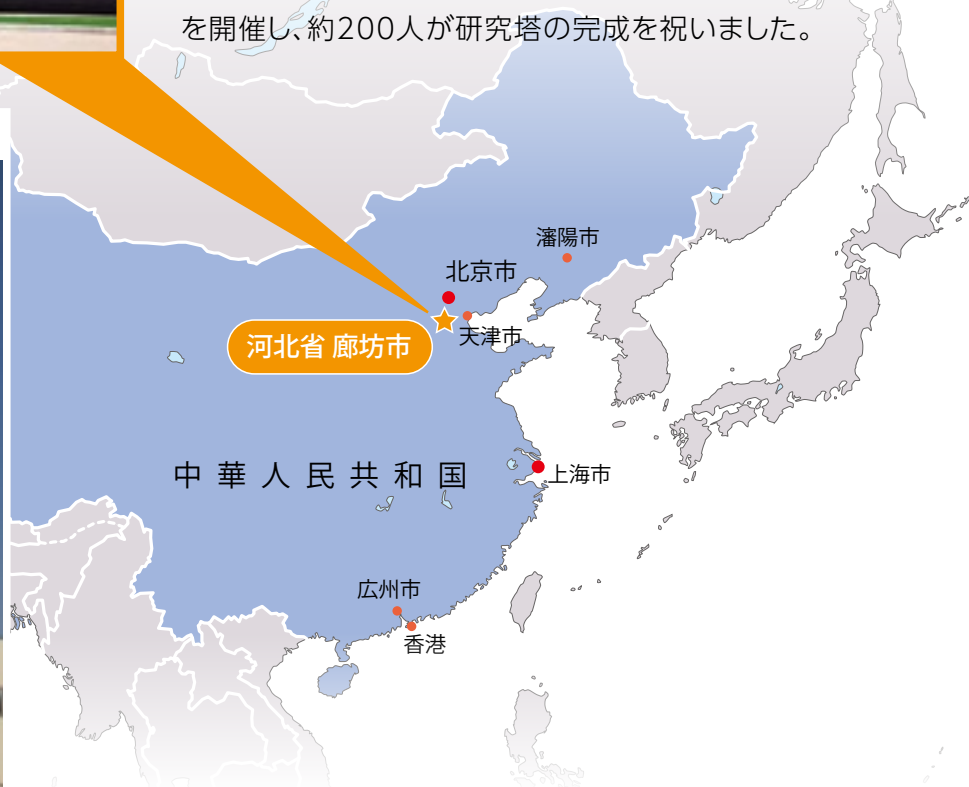 を開催し、約200人が研究塔の完成を祝いました。
瀋陽市
北京市
天津市
河北省 廊坊市
中華人民共和国
上海市
広州市
香港